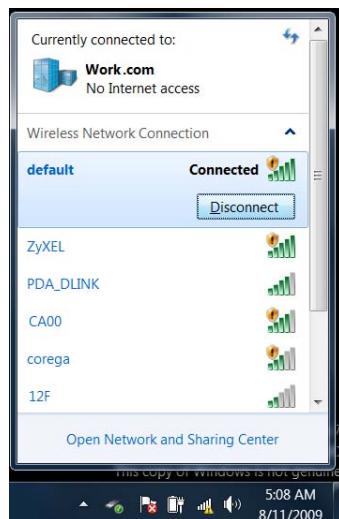 Currently connected to:
Work.com
No Internet access
Wireless Network Connection
default Connected
Disconnect
ZyXEL
PDA_DLINK
CA00
corega
12F
Open Network and Sharing Center
This copy of Windows is not genuine
5:08 AM
8/11/2009